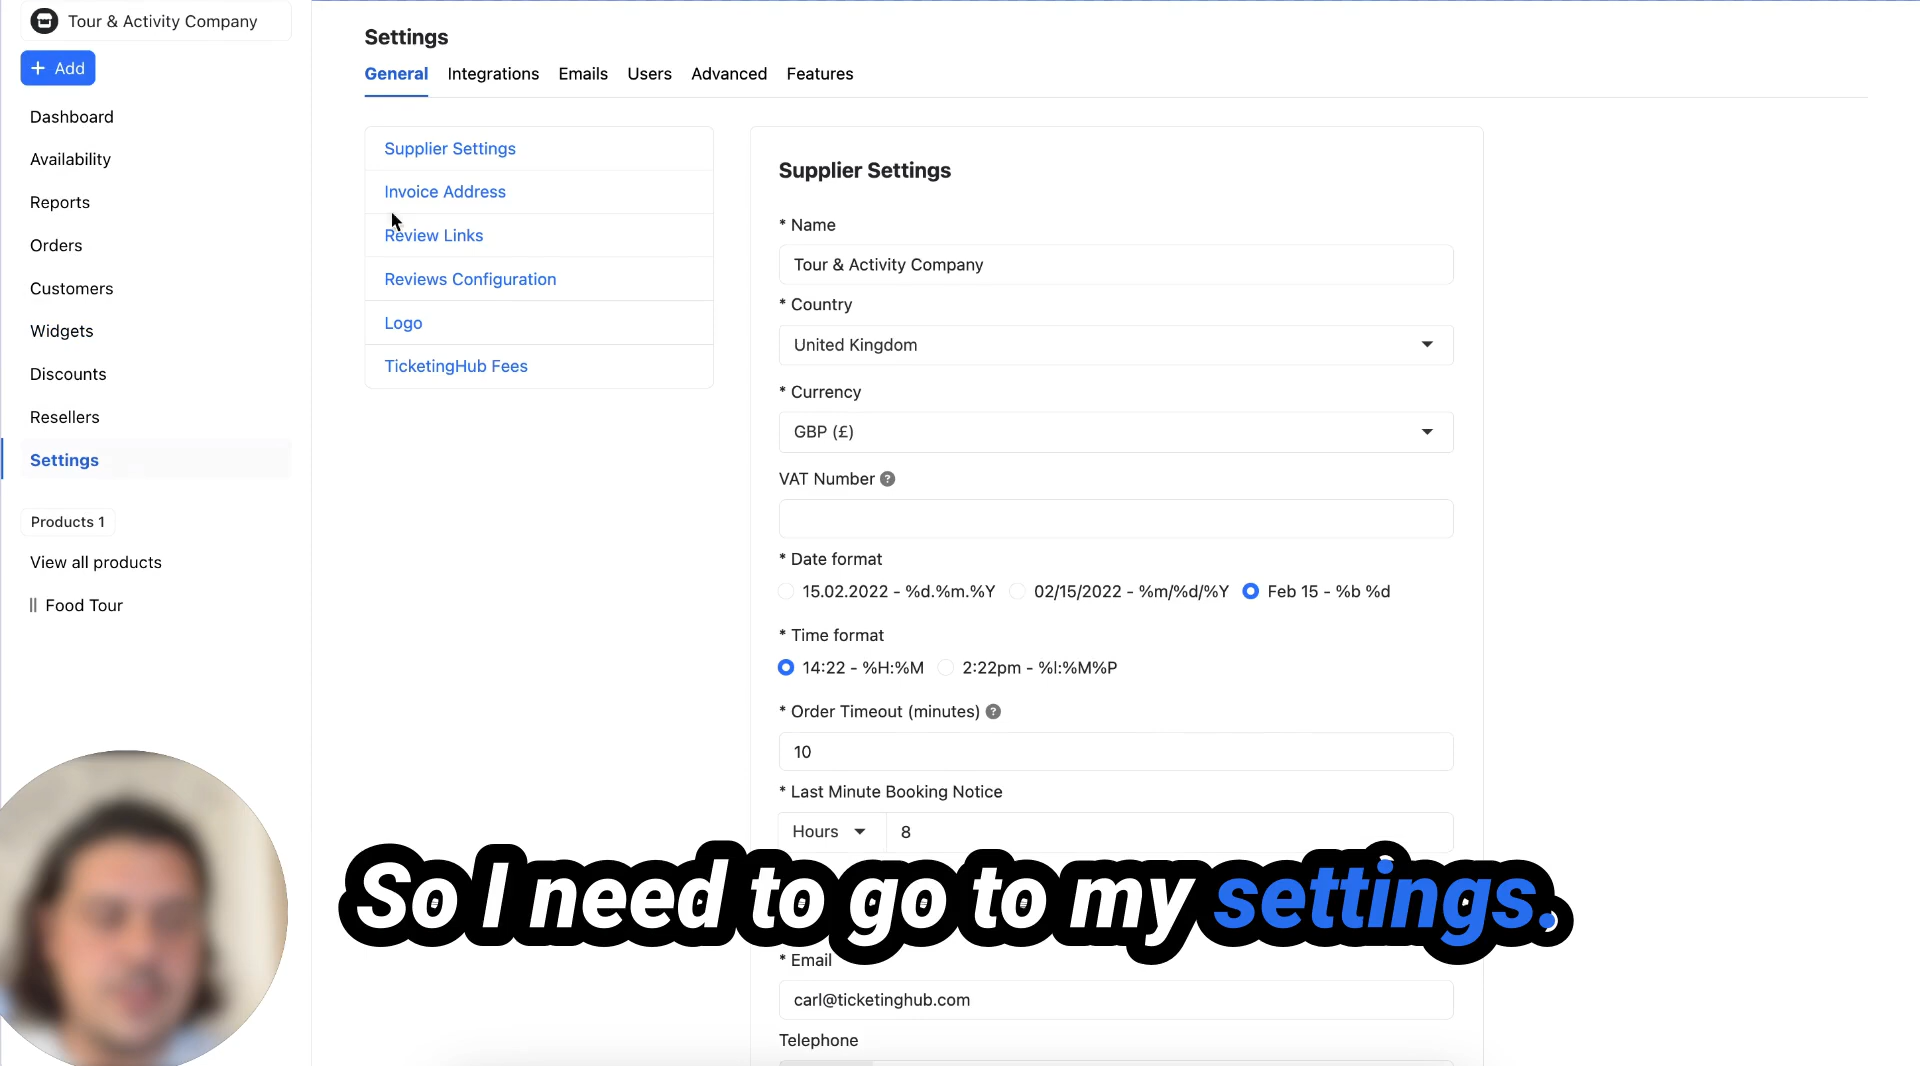 Tour & Activity Company
+ Add
Dashboard
Availability
Reports
Orders
Customers
Widgets
Discounts
Resellers
Settings
Products 1
View all products
Food Tour
Settings
General Integrations Emails Users Advanced Features
Supplier Settings
Invoice Address
Review Links
Reviews Configuration
Logo
TicketingHub Fees
Supplier Settings
* Name
Tour & Activity Company
* Country
United Kingdom
* Currency
GBP (£)
VAT Number ?
* Date format
15.02.2022 - %d.%m.%Y 02/15/2022 - %m/%d/%Y Feb 15 - %b %d
* Time format
14:22 - %H:%M 2:22pm - %I:%M%P
* Order Timeout (minutes) ?
10
* Last Minute Booking Notice
Hours 8
So I need to go to my settings.
* Email
carl@ticketinghub.com
Telephone